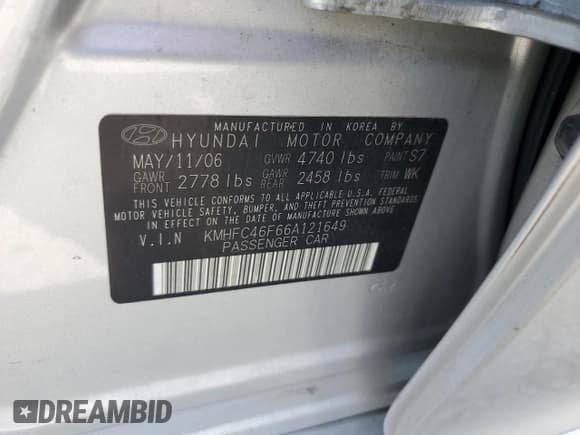 MANUFACTURED IN KOREA BY
HYUNDAI MOTOR COMPANY
MAY/11/06 GVWR 4740 lbs PAINT S7
GAWR FRONT 2778 lbs GAWR REAR 2458 lbs TRIM WK
THIS VEHICLE CONFORMS TO ALL APPLICABLE U.S.A. FEDERAL
MOTOR VEHICLE SAFETY, BUMPER, AND THEFT PREVENTION STANDARDS
IN EFFECT ON THE DATE OF MANUFACTURE SHOWN ABOVE.
V.I.N KMHFC46F66A121649
PASSENGER CAR
DREAMBID